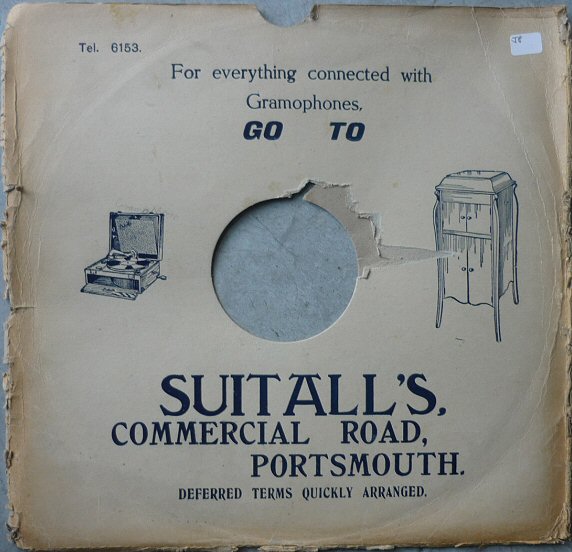 Tel. 6153.
For everything connected with
Gramophones,
GO TO
SUITALL'S,
COMMERCIAL ROAD,
PORTSMOUTH.
DEFERRED TERMS QUICKLY ARRANGED.